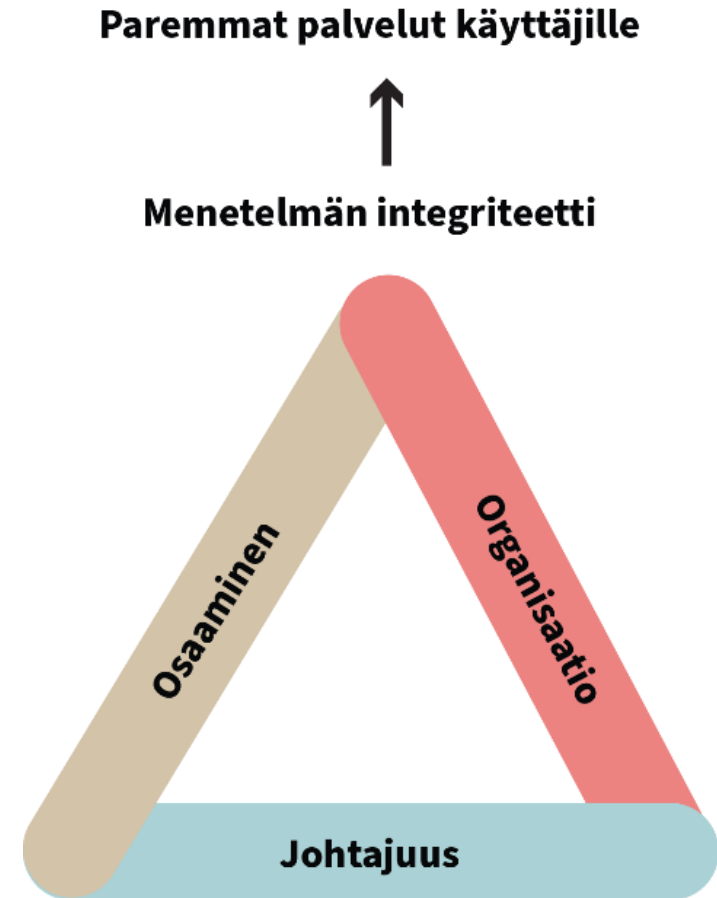 Paremmat palvelut käyttäjille
Menetelmän integriteetti
Osaaminen
Organisaatio
Johtajuus